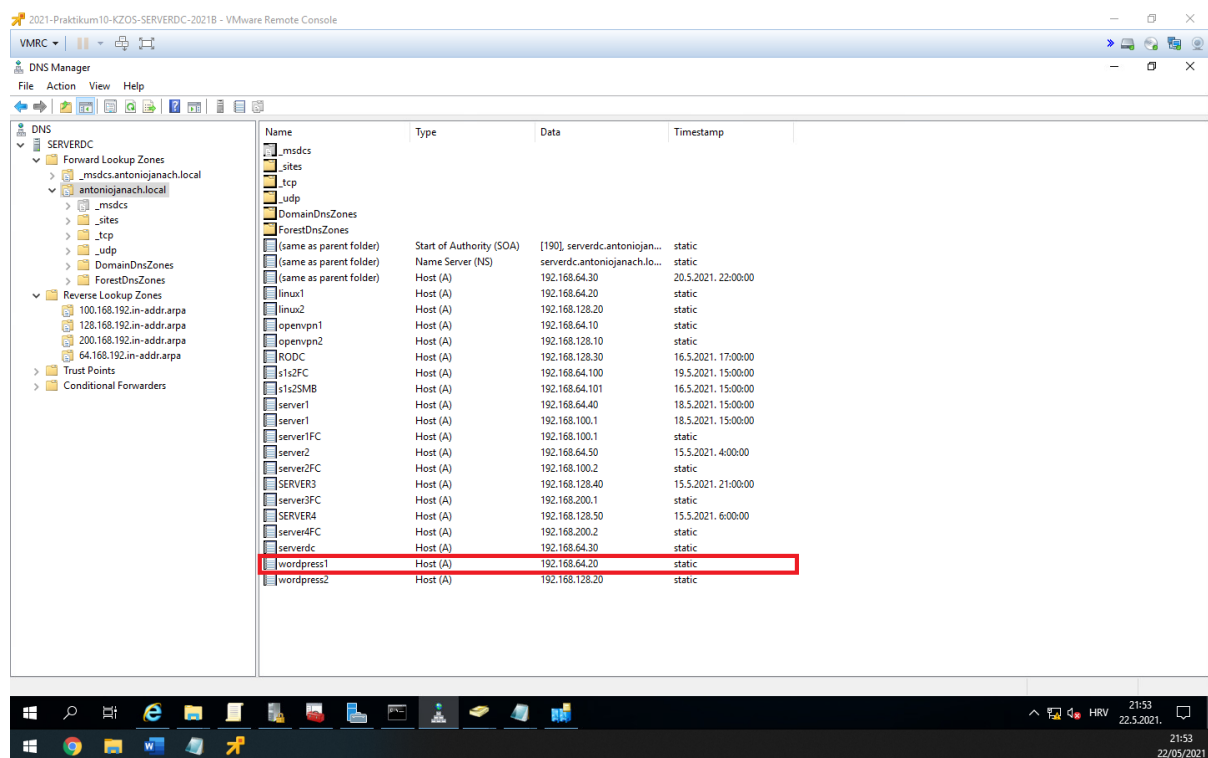 2021-Praktikum10-KZOS-SERVERDC-2021B - VMware Remote Console
VMRC
DNS Manager
File Action View Help
DNS
SERVERDC
Forward Lookup Zones
_msdcs.antoniojanach.local
antoniojanach.local
_msdcs
_sites
_tcp
_udp
DomainDnsZones
ForestDnsZones
Reverse Lookup Zones
100.168.192.in-addr.arpa
128.168.192.in-addr.arpa
200.168.192.in-addr.arpa
64.168.192.in-addr.arpa
Trust Points
Conditional Forwarders
Name Type Data Timestamp
_msdcs
_sites
_tcp
_udp
DomainDnsZones
ForestDnsZones
(same as parent folder) Start of Authority (SOA) [190], serverdc.antoniojan... static
(same as parent folder) Name Server (NS) serverdc.antoniojanach.lo... static
(same as parent folder) Host (A) 192.168.64.30 20.5.2021. 22:00:00
linux1 Host (A) 192.168.64.20 static
linux2 Host (A) 192.168.128.20 static
openvpn1 Host (A) 192.168.64.10 static
openvpn2 Host (A) 192.168.128.10 static
RODC Host (A) 192.168.128.30 16.5.2021. 17:00:00
s1s2FC Host (A) 192.168.64.100 19.5.2021. 15:00:00
s1s2SMB Host (A) 192.168.64.101 16.5.2021. 15:00:00
server1 Host (A) 192.168.64.40 18.5.2021. 15:00:00
server1 Host (A) 192.168.100.1 18.5.2021. 15:00:00
server1FC Host (A) 192.168.100.1 static
server2 Host (A) 192.168.64.50 15.5.2021. 4:00:00
server2FC Host (A) 192.168.100.2 static
SERVER3 Host (A) 192.168.128.40 15.5.2021. 21:00:00
server3FC Host (A) 192.168.200.1 static
SERVER4 Host (A) 192.168.128.50 15.5.2021. 6:00:00
server4FC Host (A) 192.168.200.2 static
serverdc Host (A) 192.168.64.30 static
wordpress1 Host (A) 192.168.64.20 static
wordpress2 Host (A) 192.168.128.20 static
HRV 21:53
22.5.2021.
21:53
22/05/2021